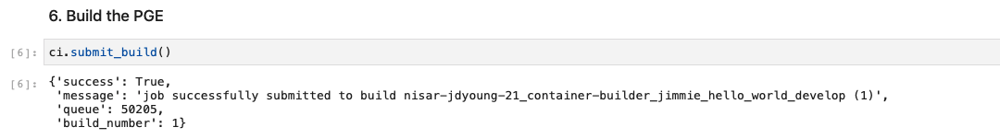 6. Build the PGE
[6]: ci.submit_build()
[6]: {'success': True,
'message': 'job successfully submitted to build nisar-jdyoung-21_container-builder_jimmie_hello_world_develop (1)',
'queue': 50205,
'build_number': 1}